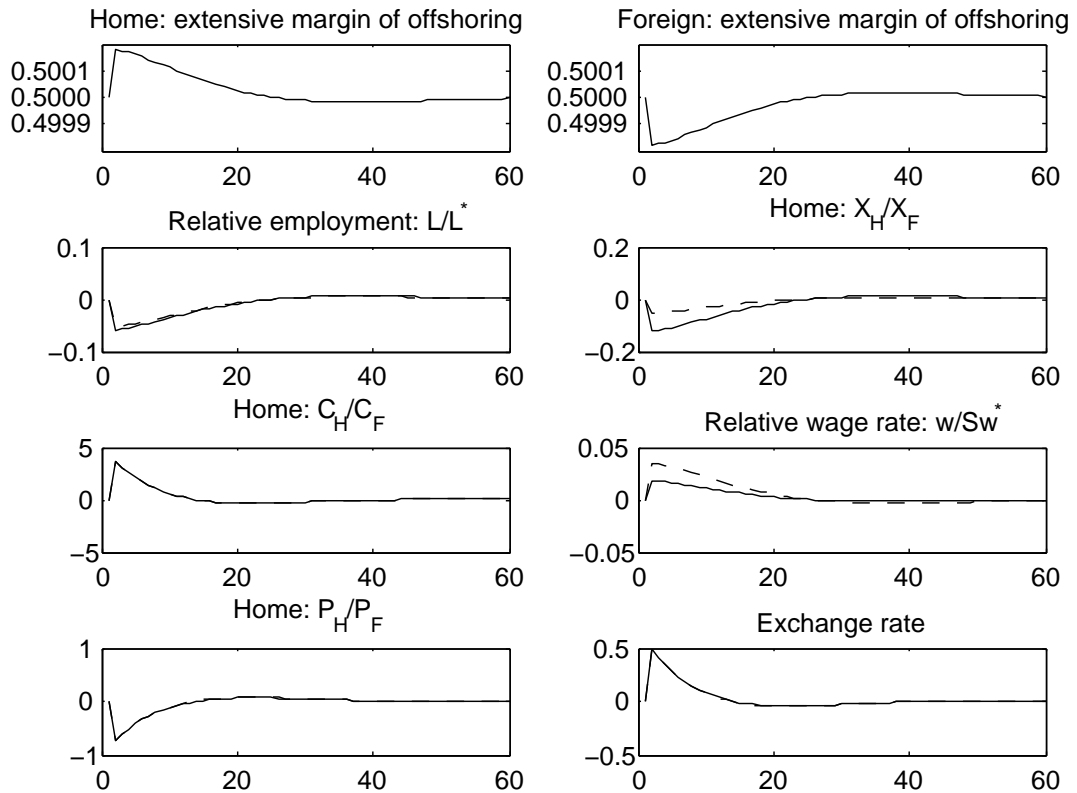 Home: extensive margin of offshoring
0.5001
0.5000
0.4999
0 20 40 60
Foreign: extensive margin of offshoring
0.5001
0.5000
0.4999
0 20 40 60
Relative employment: L/L*
0.1
0
−0.1
0 20 40 60
Home: X_H/X_F
0.2
0
−0.2
0 20 40 60
Home: C_H/C_F
5
0
−5
0 20 40 60
Relative wage rate: w/Sw*
0.05
0
−0.05
0 20 40 60
Home: P_H/P_F
1
0
−1
0 20 40 60
Exchange rate
0.5
0
−0.5
0 20 40 60